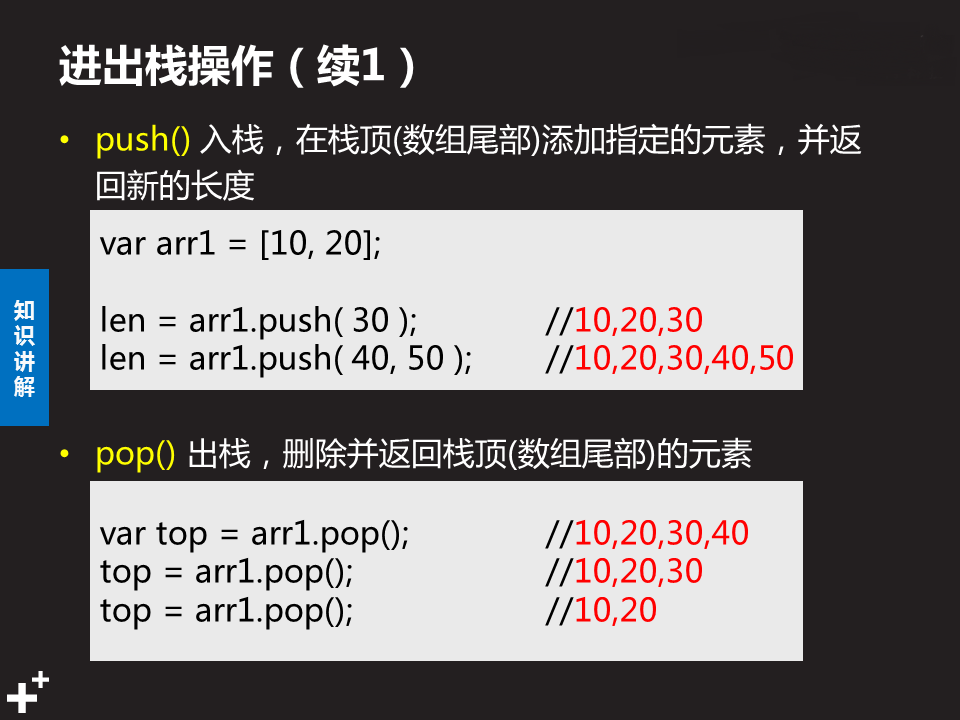 进出栈操作（续1）
• push() 入栈，在栈顶(数组尾部)添加指定的元素，并返
回新的长度
var arr1 = [10, 20];
len = arr1.push( 30 ); //10,20,30
len = arr1.push( 40, 50 ); //10,20,30,40,50
知识讲解
• pop() 出栈，删除并返回栈顶(数组尾部)的元素
var top = arr1.pop(); //10,20,30,40
top = arr1.pop(); //10,20,30
top = arr1.pop(); //10,20